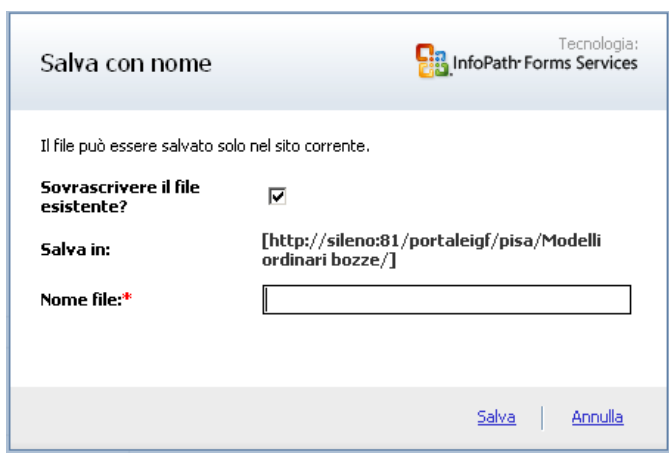 Salva con nome
Tecnologia:
InfoPath Forms Services
Il file può essere salvato solo nel sito corrente.
Sovrascrivere il file
esistente?
Salva in:
[http://sileno:81/portaleigf/pisa/Modelli
ordinari bozze/]
Nome file:*
Salva
Annulla